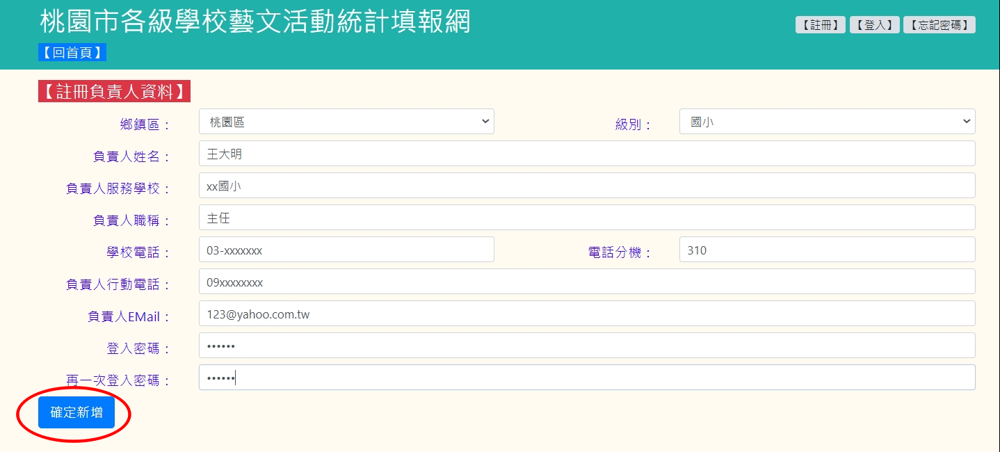 桃園市各級學校藝文活動統計填報網
【註冊】 【登入】 【忘記密碼】
【回首頁】
【註冊負責人資料】
鄉鎮區： 桃園區 級別： 國小
負責人姓名： 王大明
負責人服務學校： xx國小
負責人職稱： 主任
學校電話： 03-xxxxxxx 電話分機： 310
負責人行動電話： 09xxxxxxxx
負責人EMail： 123@yahoo.com.tw
登入密碼： ••••••
再一次登入密碼： ••••••
確定新增